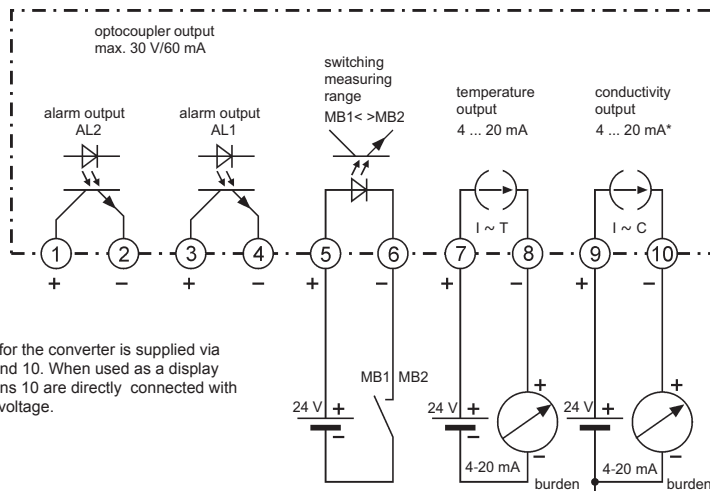 optocoupler output
max. 30 V/60 mA
switching
measuring
range
MB1< >MB2
temperature
output
4 ... 20 mA
conductivity
output
4 ... 20 mA*
alarm output
AL2
alarm output
AL1
I ~ T
I ~ C
1 2 3 4 5 6 7 8 9 10
+ − + − + − + − + −
for the converter is supplied via
nd 10. When used as a display
ns 10 are directly connected with
voltage.
MB1 MB2
24 V + −
24 V + −
+ −
24 V + −
+ −
4-20 mA
burden
4-20 mA
burden